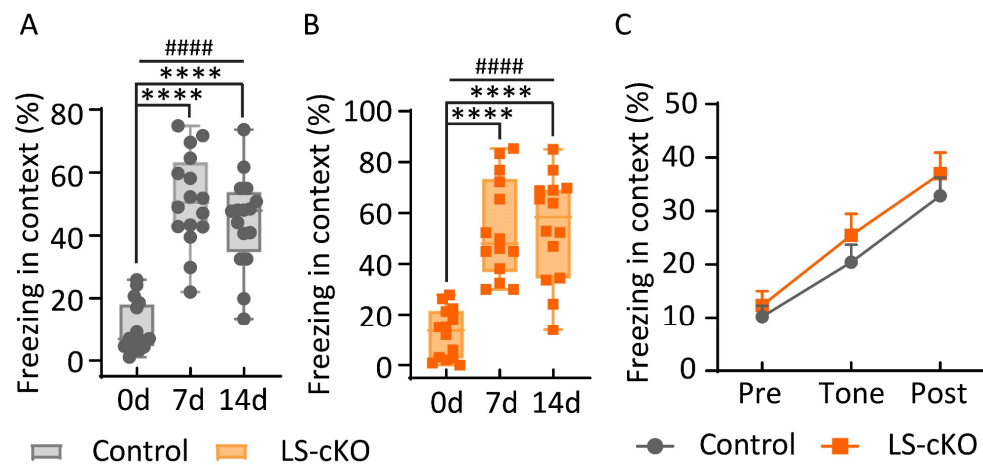 A
####
****
****
Freezing in context (%)
80
60
40
20
0
0d 7d 14d
B
####
****
****
Freezing in context (%)
100
80
60
40
20
0
0d 7d 14d
Control LS-cKO
C
Freezing in context (%)
50
40
30
20
10
0
Pre Tone Post
Control LS-cKO